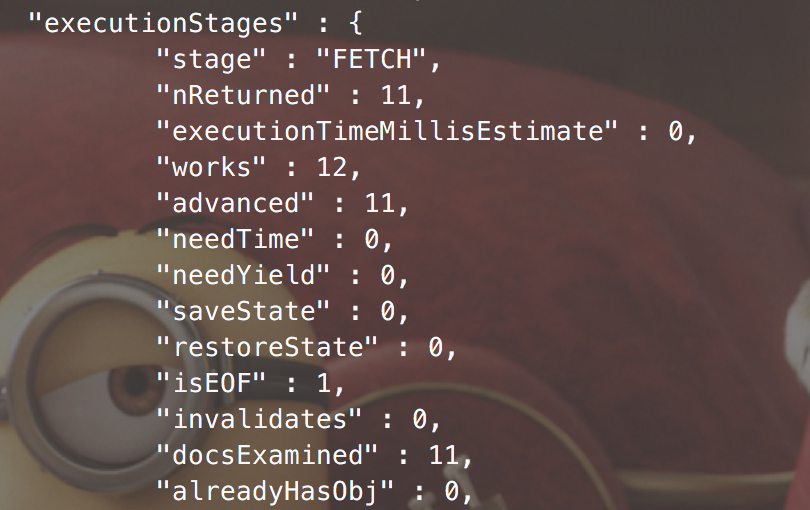 "executionStages" : {
"stage" : "FETCH",
"nReturned" : 11,
"executionTimeMillisEstimate" : 0,
"works" : 12,
"advanced" : 11,
"needTime" : 0,
"needYield" : 0,
"saveState" : 0,
"restoreState" : 0,
"isEOF" : 1,
"invalidates" : 0,
"docsExamined" : 11,
"alreadyHasObj" : 0,